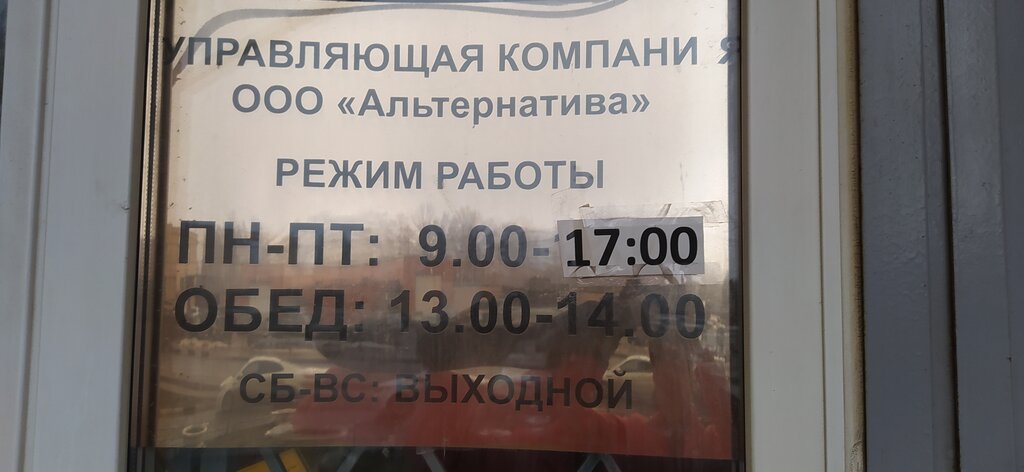 УПРАВЛЯЮЩАЯ КОМПАНИ Я
ООО «Альтернатива»
РЕЖИМ РАБОТЫ
ПН-ПТ: 9.00-17:00
ОБЕД: 13.00-14.00
СБ-ВС: ВЫХОДНОЙ